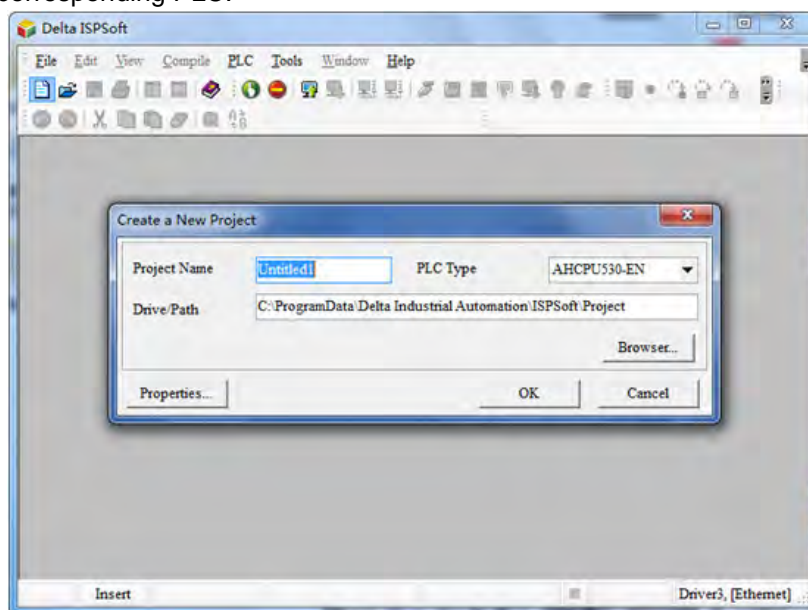 corresponding PLC.
Delta ISPSoft
File Edit View Compile PLC Tools Window Help
Create a New Project
Project Name Untitled1 PLC Type AHCPU530-EN
Drive/Path C:\ProgramData\Delta Industrial Automation\ISPSoft\Project
Browser...
Properties... OK Cancel
Insert Driver3, [Ethernet]